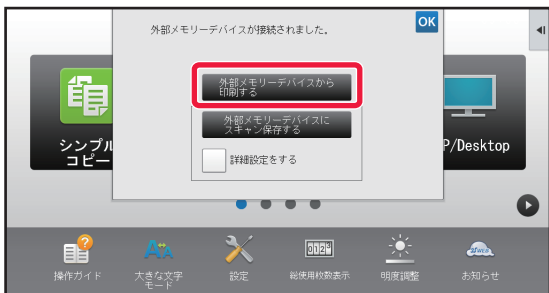 外部メモリーデバイスが接続されました。
OK
外部メモリーデバイスから
印刷する
外部メモリーデバイスに
スキャン保存する
詳細設定をする
シンプル
コピー
P/Desktop
操作ガイド
大きな文字
モード
設定
総使用枚数表示
明度調整
お知らせ